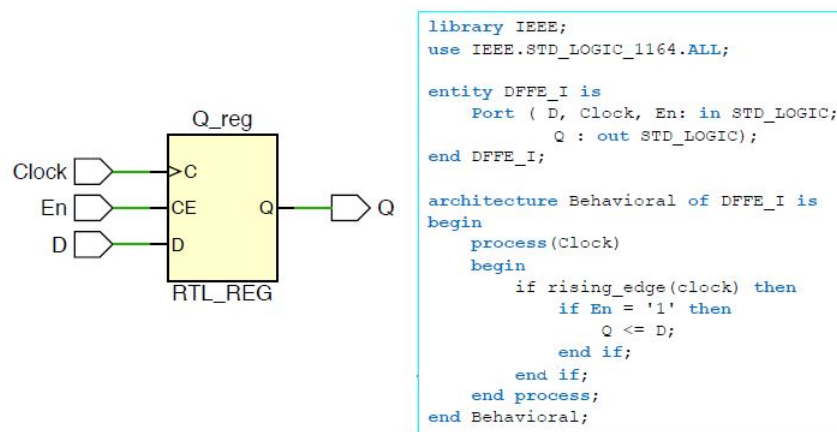 Q_reg
Clock
C
En
CE
Q
Q
D
D
RTL_REG
library IEEE;
use IEEE.STD_LOGIC_1164.ALL;
entity DFFE_I is
Port ( D, Clock, En: in STD_LOGIC;
Q : out STD_LOGIC);
end DFFE_I;
architecture Behavioral of DFFE_I is
begin
process(Clock)
begin
if rising_edge(clock) then
if En = '1' then
Q <= D;
end if;
end if;
end process;
end Behavioral;